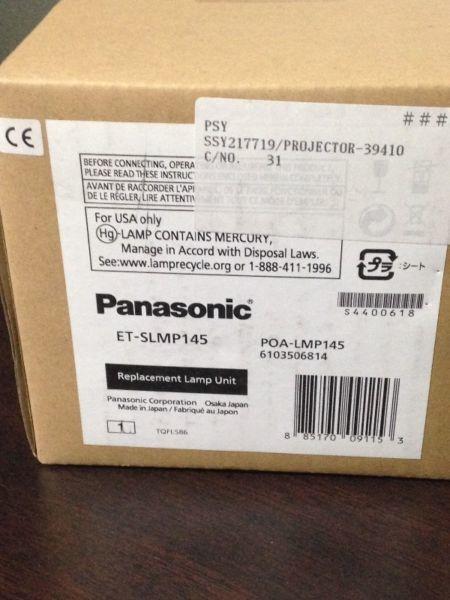 ###
PSY
SSY217719/PROJECTOR-39410
C/NO. 31
CE
BEFORE CONNECTING, OPERA
PLEASE READ THESE INSTRUC
AVANT DE RACCORDER L'APP
DE LE RÉGLER, LIRE ATTENTIV
For USA only
Hg-LAMP CONTAINS MERCURY,
Manage in Accord with Disposal Laws.
See:www.lamprecycle.org or 1-888-411-1996
プラ :シート
Panasonic®
S4400618
ET-SLMP145
POA-LMP145
6103506814
Replacement Lamp Unit
Panasonic Corporation Osaka Japan
Made in Japan / Fabriqué au Japon
1
8 85170 09115 3